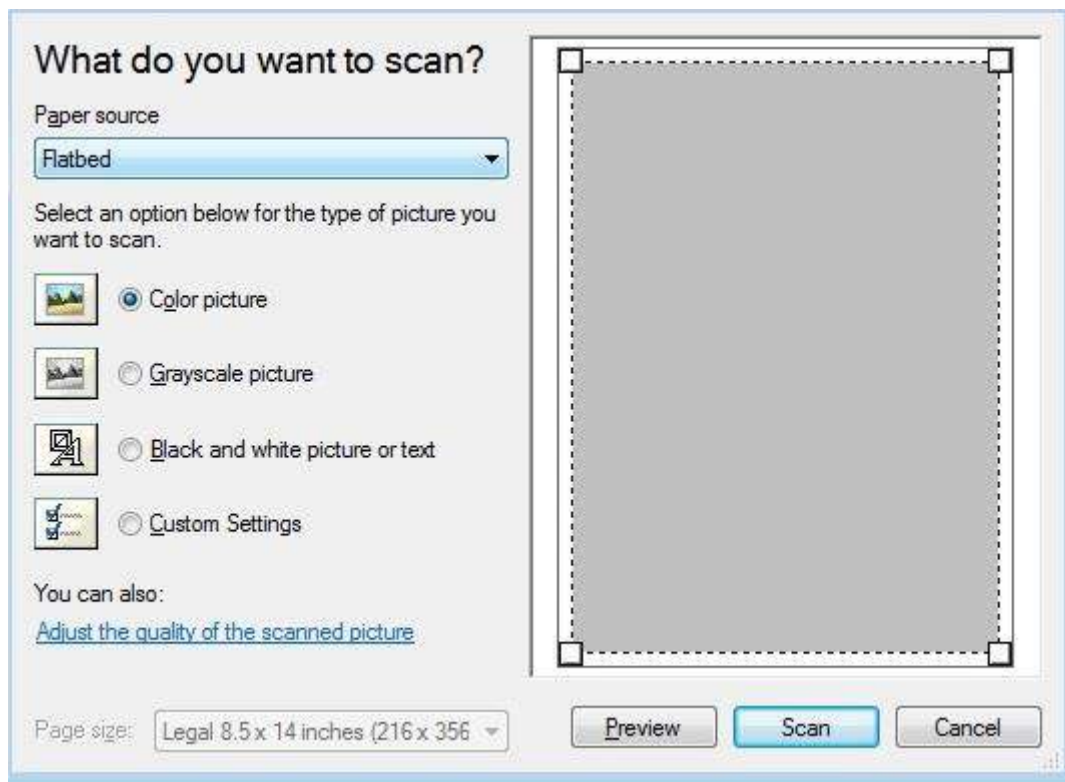 What do you want to scan?
Paper source
Flatbed
Select an option below for the type of picture you
want to scan.
Color picture
Grayscale picture
Black and white picture or text
Custom Settings
You can also:
Adjust the quality of the scanned picture
Page size: Legal 8.5 x 14 inches (216 x 356
Preview Scan Cancel